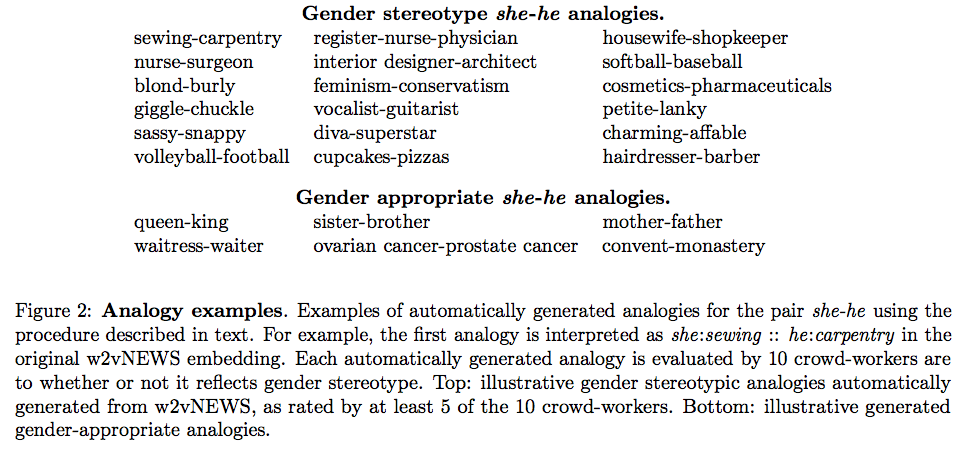 Gender stereotype she-he analogies.
sewing-carpentry register-nurse-physician housewife-shopkeeper
nurse-surgeon interior designer-architect softball-baseball
blond-burly feminism-conservatism cosmetics-pharmaceuticals
giggle-chuckle vocalist-guitarist petite-lanky
sassy-snappy diva-superstar charming-affable
volleyball-football cupcakes-pizzas hairdresser-barber
Gender appropriate she-he analogies.
queen-king sister-brother mother-father
waitress-waiter ovarian cancer-prostate cancer convent-monastery
Figure 2: Analogy examples. Examples of automatically generated analogies for the pair she-he using the
procedure described in text. For example, the first analogy is interpreted as she:sewing :: he:carpentry in the
original w2vNEWS embedding. Each automatically generated analogy is evaluated by 10 crowd-workers are
to whether or not it reflects gender stereotype. Top: illustrative gender stereotypic analogies automatically
generated from w2vNEWS, as rated by at least 5 of the 10 crowd-workers. Bottom: illustrative generated
gender-appropriate analogies.